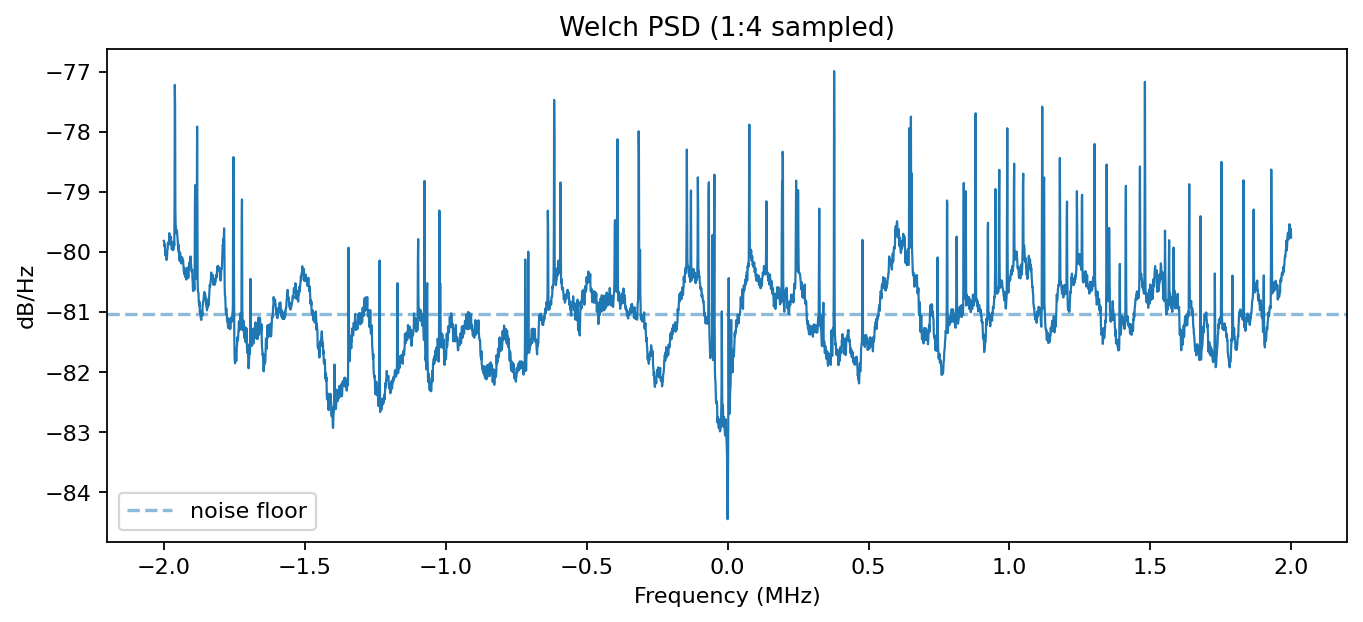 Welch PSD (1:4 sampled)
−77
−78
−79
−80
−81
−82
−83
−84
dB/Hz
noise floor
−2.0 −1.5 −1.0 −0.5 0.0 0.5 1.0 1.5 2.0
Frequency (MHz)